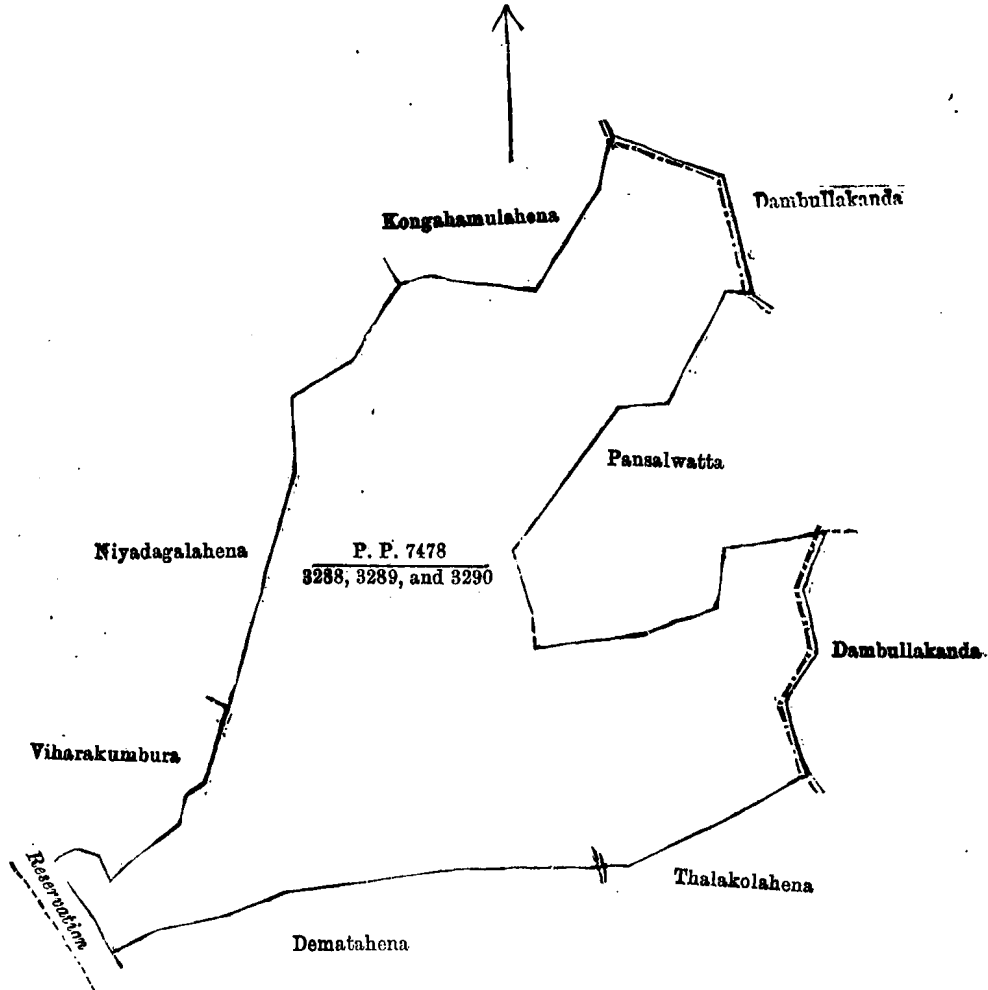 Dambullakanda
Kongahamulahena
Pansalwatta
Niyadagalahena
P. P. 7478
3288, 3289, and 3290
Dambullakanda
Viharakumbura
Reservation
Thalakolahena
Dematahena